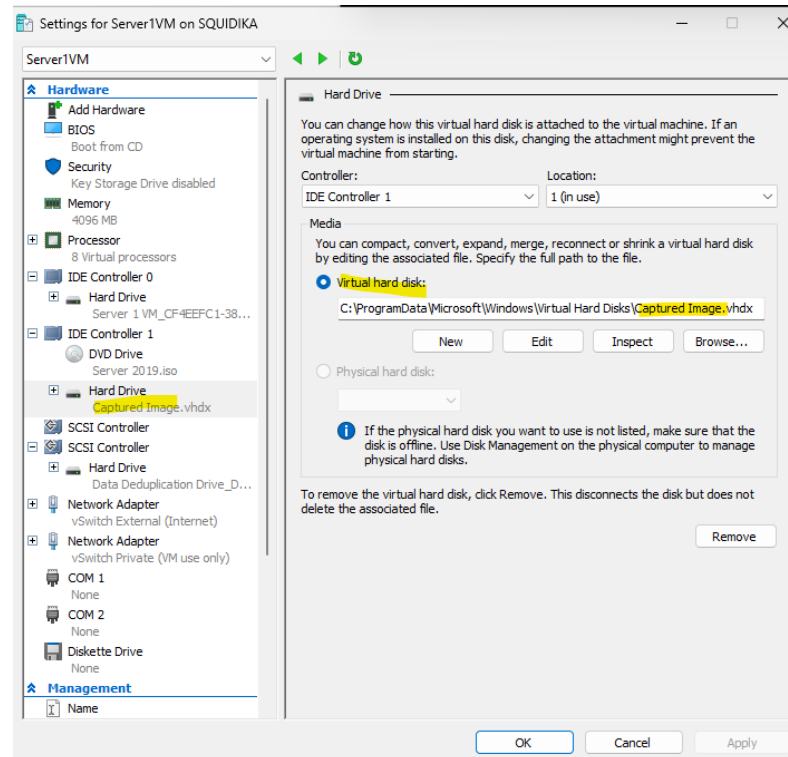 Settings for Server1VM on SQUIDIKA
Server1VM
Hardware
Add Hardware
BIOS
Boot from CD
Security
Key Storage Drive disabled
Memory
4096 MB
Processor
8 Virtual processors
IDE Controller 0
Hard Drive
Server 1 VM_CF4EEFC1-38...
IDE Controller 1
DVD Drive
Server 2019.iso
Hard Drive
Captured Image.vhdx
SCSI Controller
SCSI Controller
Hard Drive
Data Deduplication Drive_D...
Network Adapter
vSwitch External (Internet)
Network Adapter
vSwitch Private (VM use only)
COM 1
None
COM 2
None
Diskette Drive
None
Management
Name
Hard Drive
You can change how this virtual hard disk is attached to the virtual machine. If an
operating system is installed on this disk, changing the attachment might prevent the
virtual machine from starting.
Controller: Location:
IDE Controller 1 1 (in use)
Media
You can compact, convert, expand, merge, reconnect or shrink a virtual hard disk
by editing the associated file. Specify the full path to the file.
Virtual hard disk:
C:\ProgramData\Microsoft\Windows\Virtual Hard Disks\Captured Image.vhdx
New Edit Inspect Browse...
Physical hard disk:
If the physical hard disk you want to use is not listed, make sure that the
disk is offline. Use Disk Management on the physical computer to manage
physical hard disks.
To remove the virtual hard disk, click Remove. This disconnects the disk but does not
delete the associated file.
Remove
OK Cancel Apply